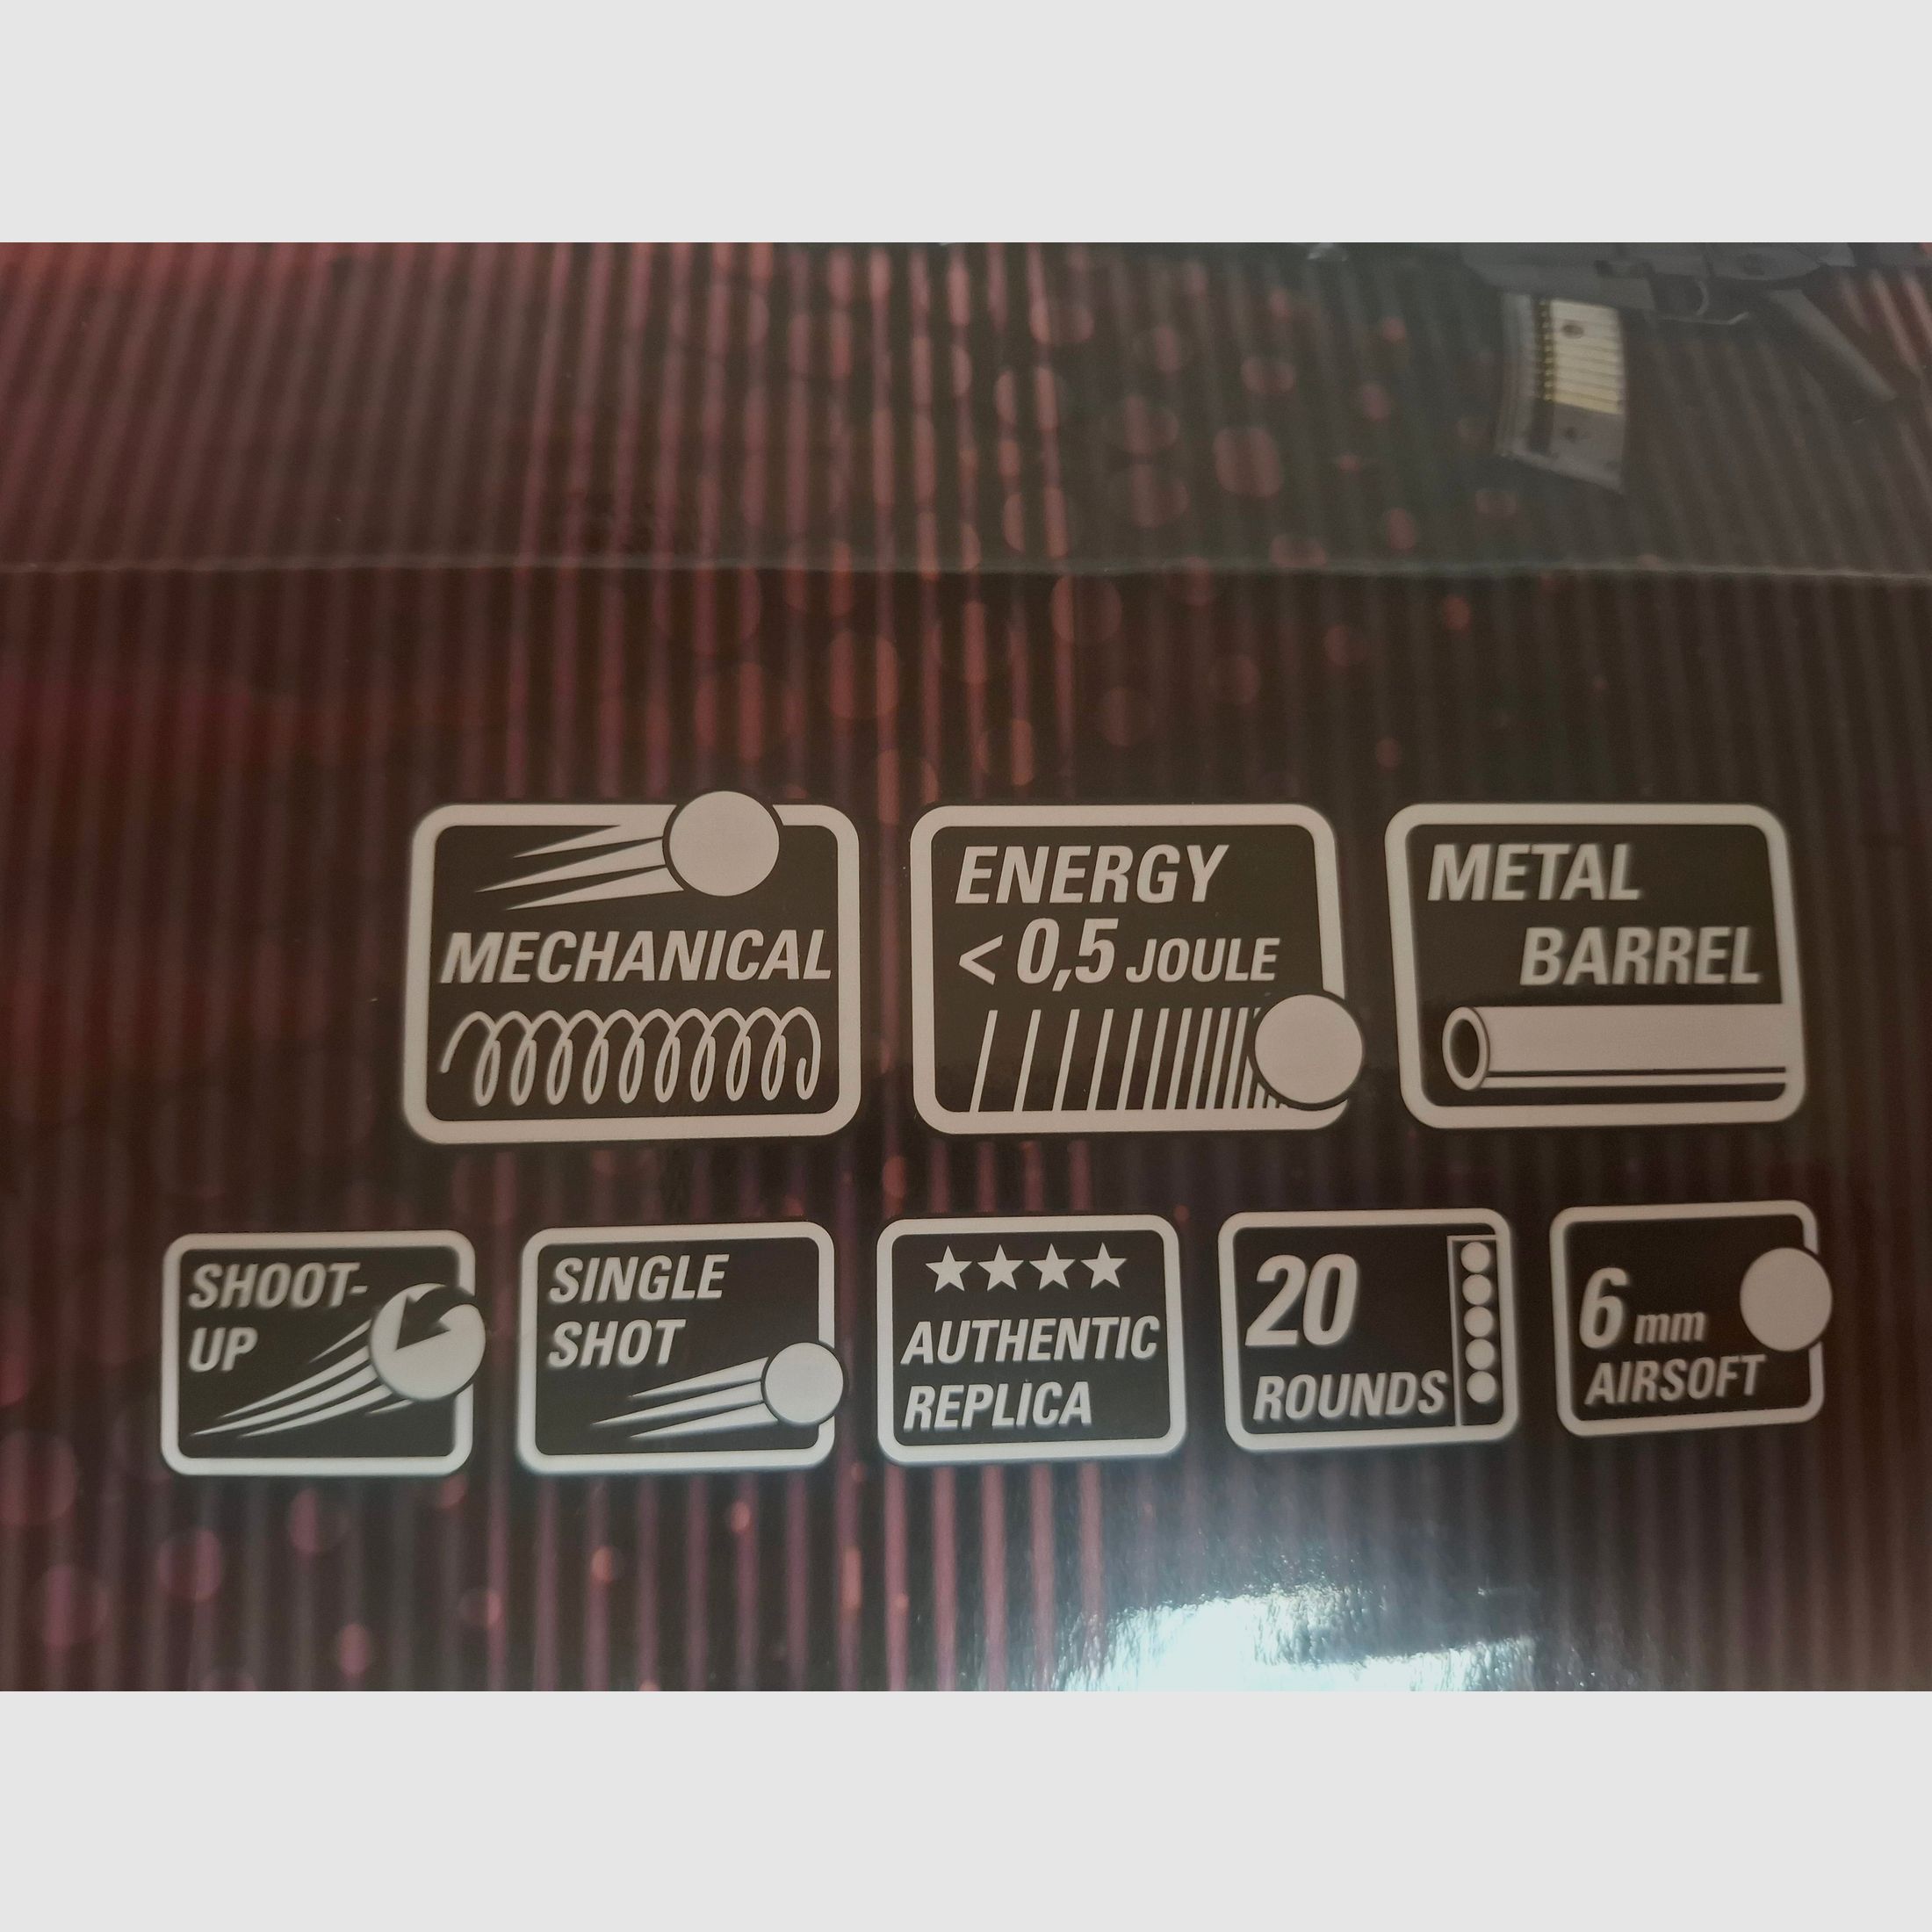 MECHANICAL
ENERGY
< 0,5 JOULE
METAL
BARREL
SHOOT-
UP
SINGLE
SHOT
AUTHENTIC
REPLICA
20
ROUNDS
6 mm
AIRSOFT